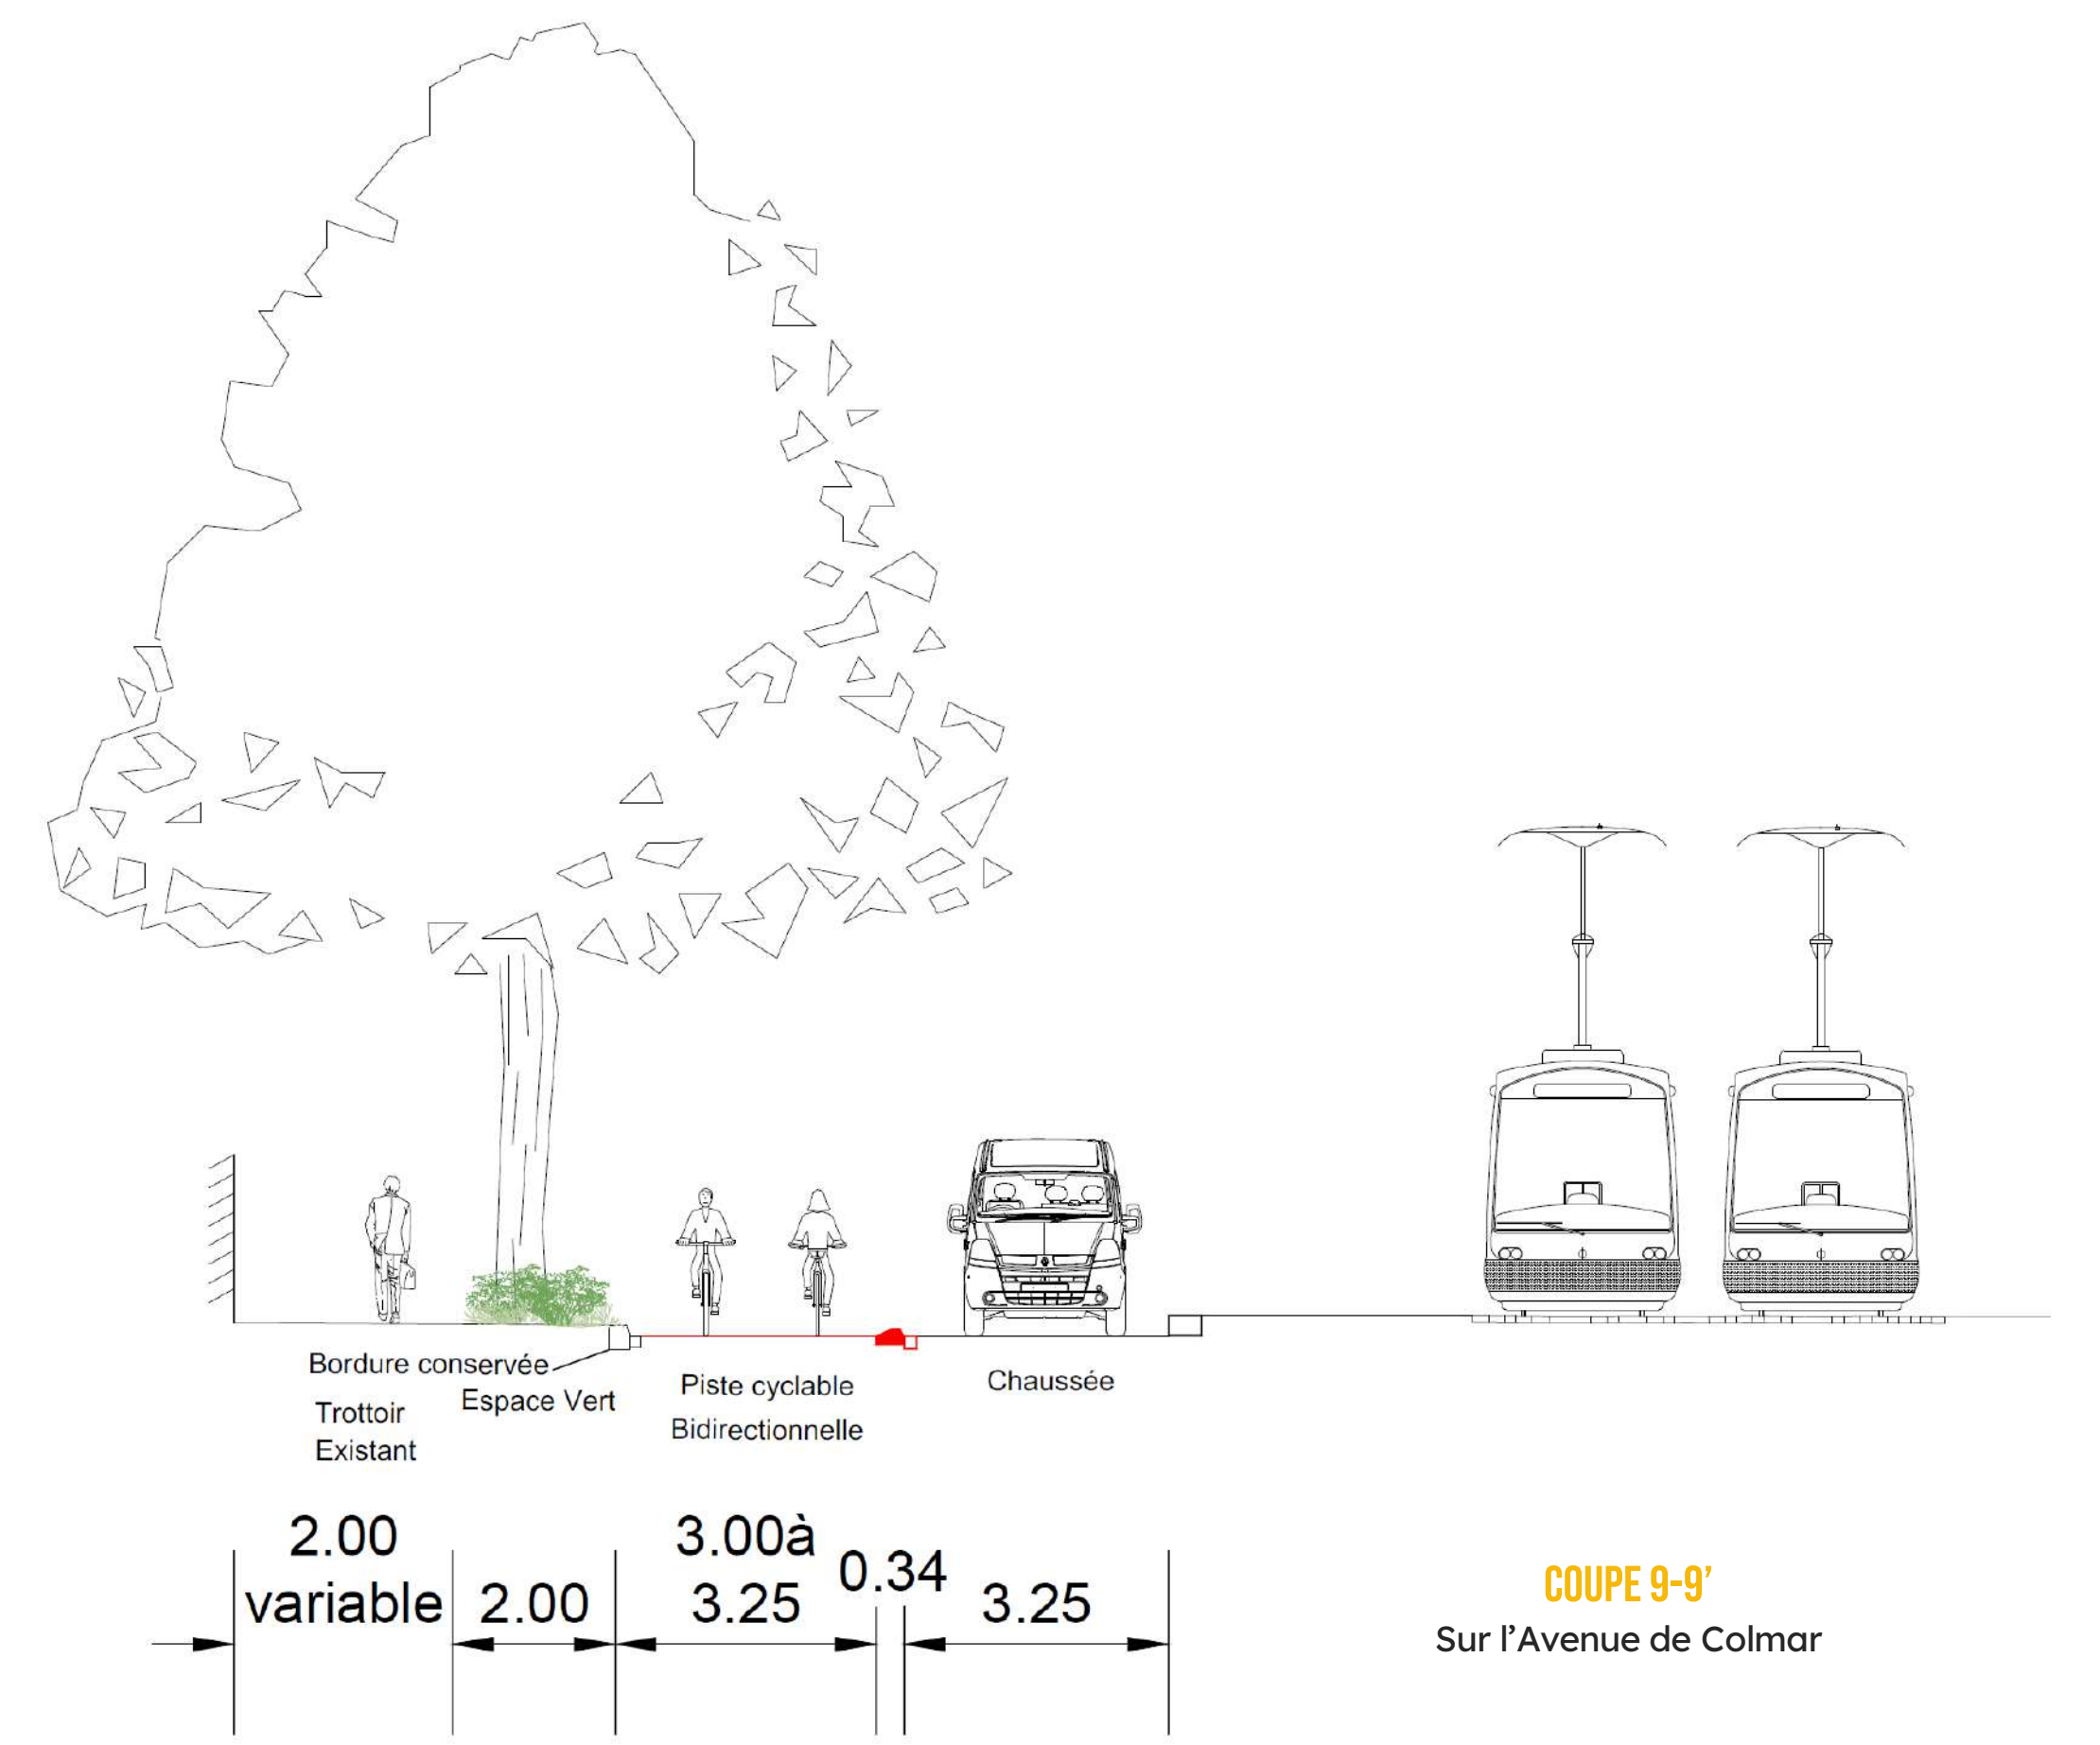 Bordure conservée
Espace Vert
Trottoir
Existant
Piste cyclable
Bidirectionnelle
Chaussée
2.00
variable
2.00
3.00à
3.25
0.34
3.25
COUPE 9-9’
Sur l’Avenue de Colmar